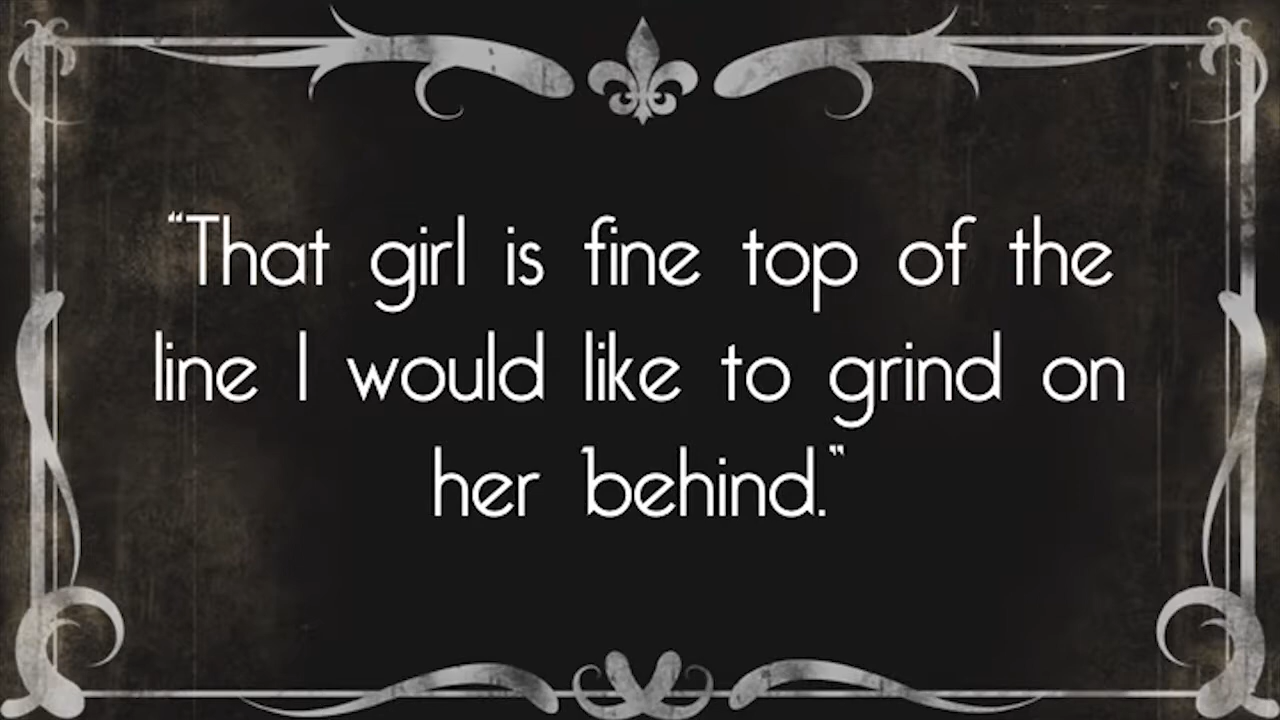 “That girl is fine top of the
line I would like to grind on
her behind.”